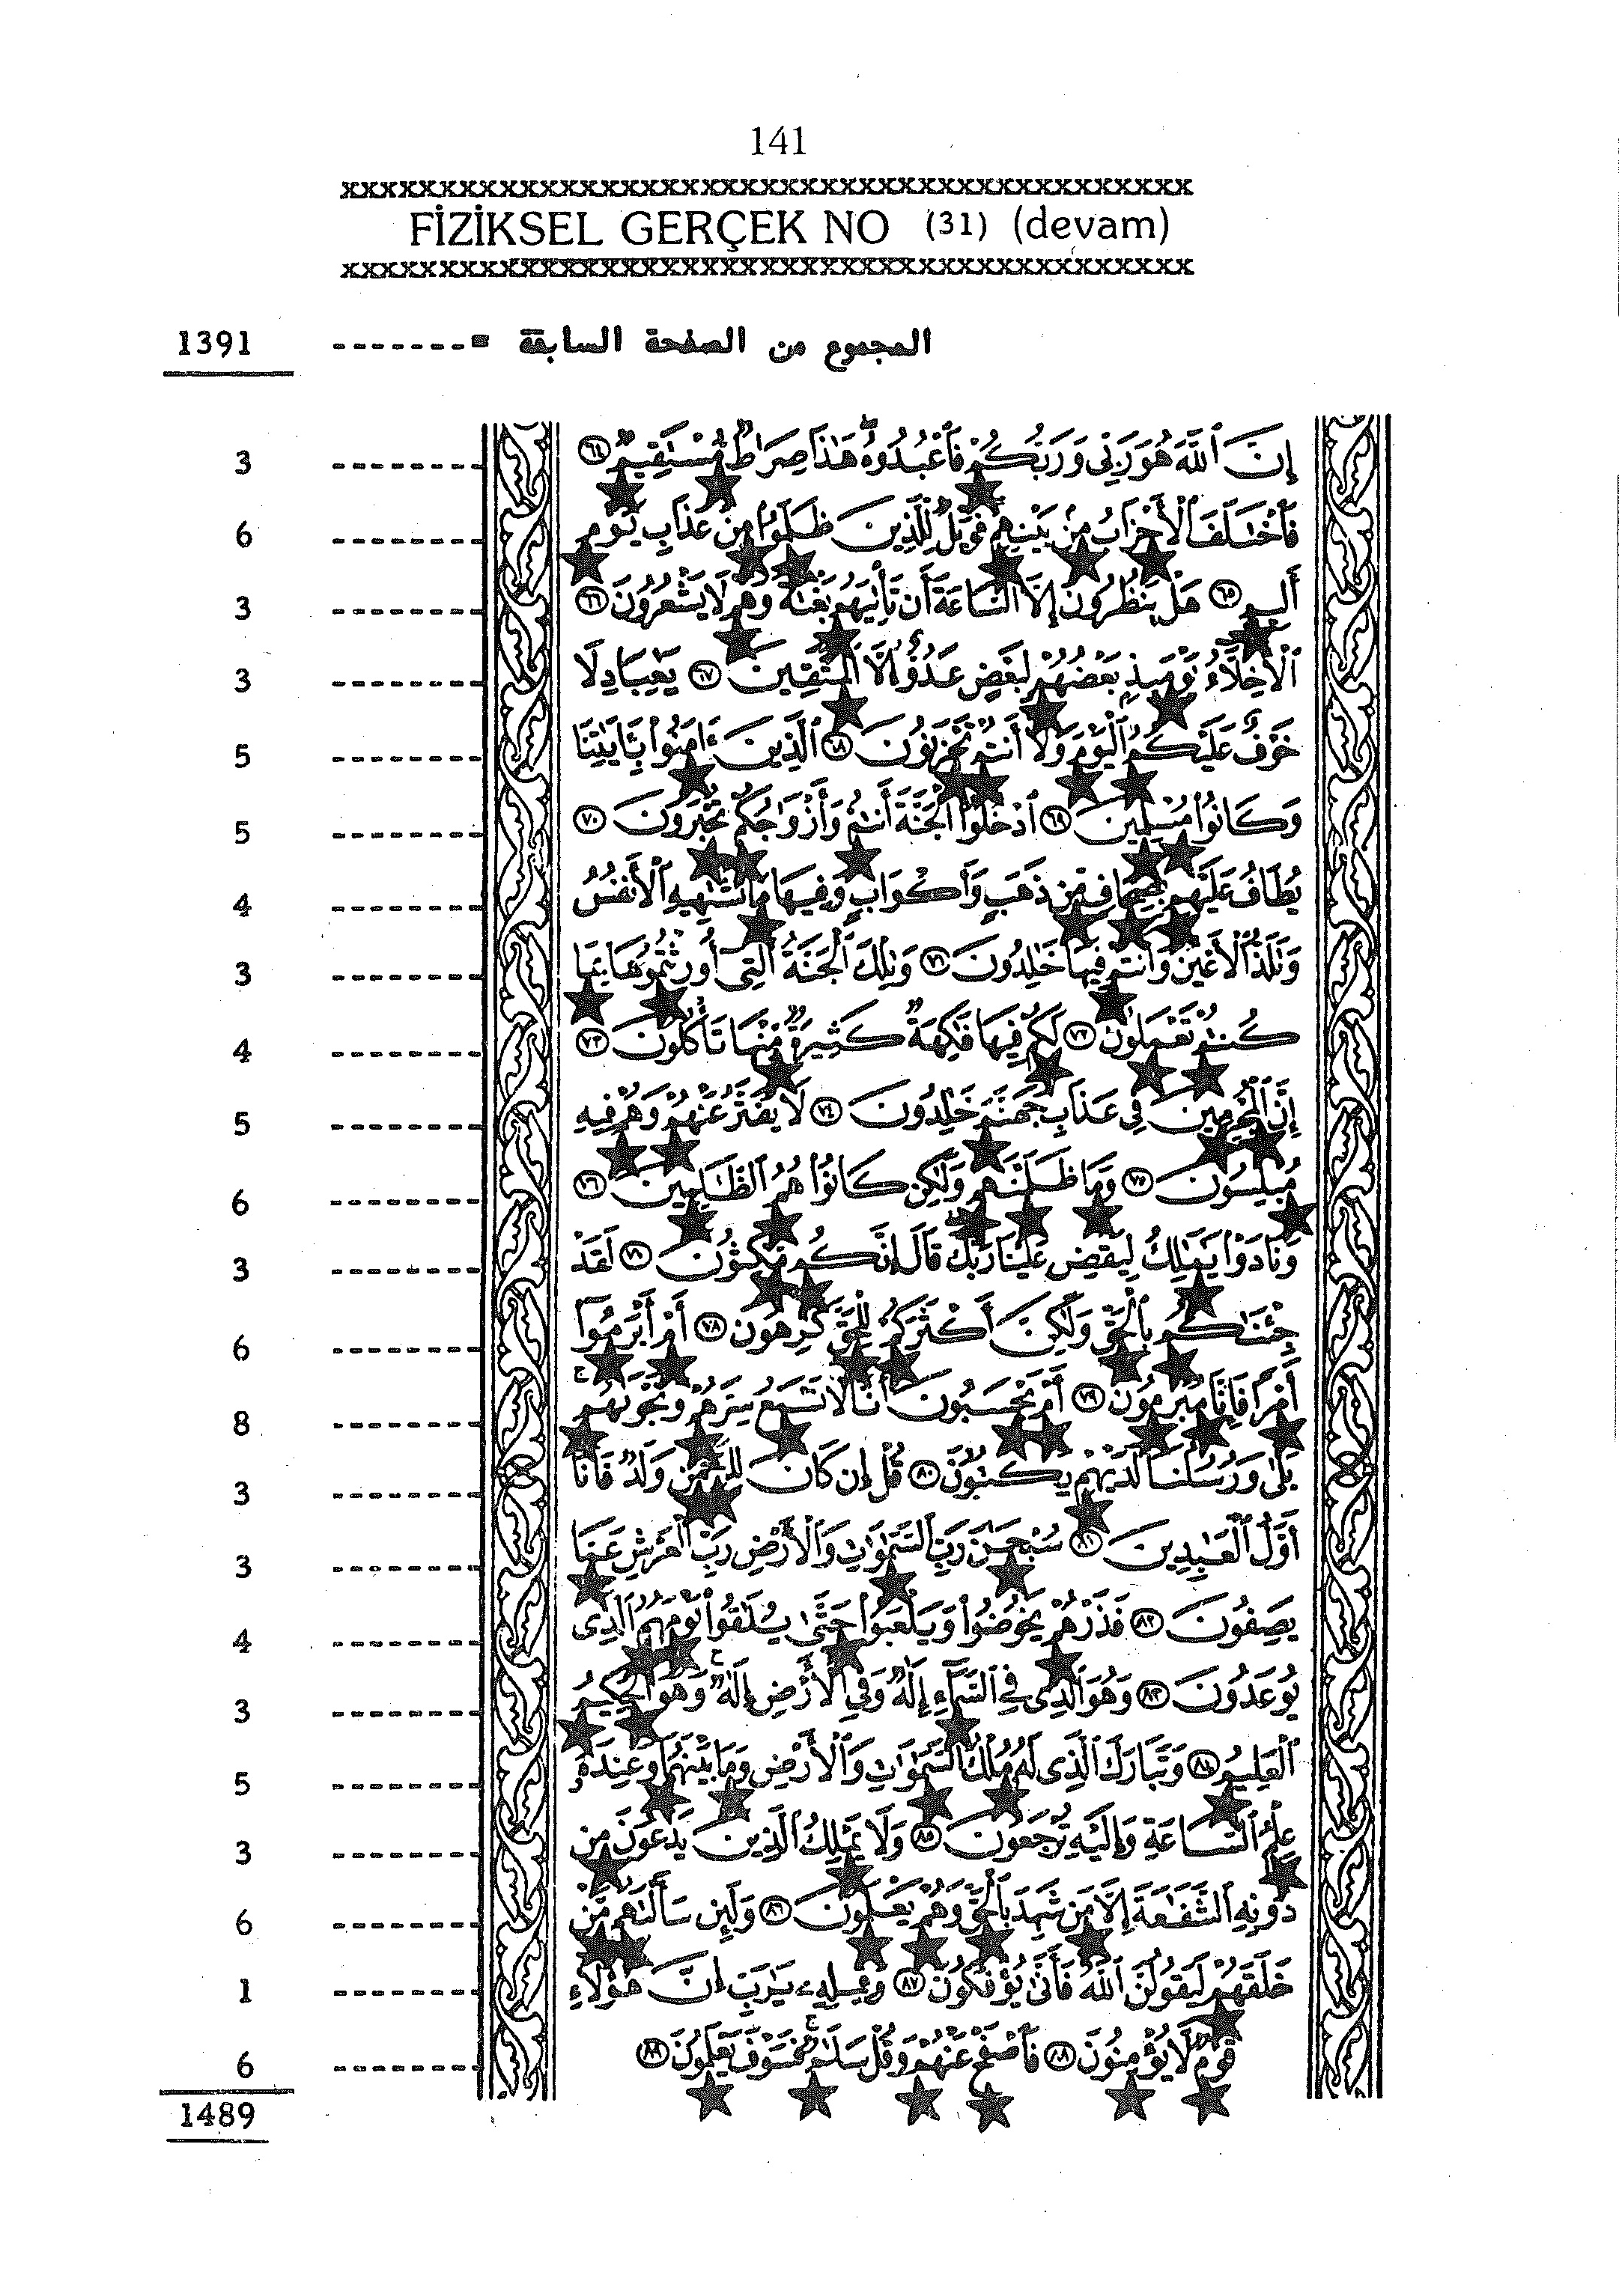 141
xxxxxxxxxxxxxxxxxxxxxxxxxxxxxxxxxxxxxxxxxxx
FİZİKSEL GERÇEK NO (31) (devam)
xxxxxxxxxxxxxxxxxxxxxxxxxxxxxxxxxxxxxxxxxxx
1391 ------- = المجموع من الصفحة السابقة
3 -------- إِنَّ ٱللَّهَ هُوَ رَبِّى وَرَبُّكُمْ فَٱعْبُدُوهُ هَٰذَا صِرَٰطٌ مُّسْتَقِيمٌ ٦٤
6 -------- فَٱخْتَلَفَ ٱلْأَحْزَابُ مِنۢ بَيْنِهِمْ فَوَيْلٌ لِّلَّذِينَ ظَلَمُوا۟ مِنْ عَذَابِ يَوْمٍ
3 -------- أَلِيمٍ ٦٥ هَلْ يَنظُرُونَ إِلَّا ٱلسَّاعَةَ أَن تَأْتِيَهُم بَغْتَةً وَهُمْ لَا يَشْعُرُونَ ٦٦
3 -------- ٱلْأَخِلَّآءُ يَوْمَئِذٍۭ بَعْضُهُمْ لِبَعْضٍ عَدُوٌّ إِلَّا ٱلْمُتَّقِينَ ٦٧ يَٰعِبَادِ لَا
5 -------- خَوْفٌ عَلَيْكُمُ ٱلْيَوْمَ وَلَآ أَنتُمْ تَحْزَنُونَ ٦٨ ٱلَّذِينَ ءَامَنُوا۟ بِـَٔايَٰتِنَا
5 -------- وَكَانُوا۟ مُسْلِمِينَ ٦٩ ٱدْخُلُوا۟ ٱلْجَنَّةَ أَنتُمْ وَأَزْوَٰجُكُمْ تُحْبَرُونَ ٧٠
4 -------- يُطَافُ عَلَيْهِم بِصِحَافٍ مِّن ذَهَبٍ وَأَكْوَابٍ وَفِيهَا مَا تَشْتَهِيهِ ٱلْأَنفُسُ
3 -------- وَتَلَذُّ ٱلْأَعْيُنُ وَأَنتُمْ فِيهَا خَٰلِدُونَ ٧١ وَتِلْكَ ٱلْجَنَّةُ ٱلَّتِىٓ أُورِثْتُمُوهَا بِمَا
4 -------- كُنتُمْ تَعْمَلُونَ ٧٢ لَكُمْ فِيهَا فَٰكِهَةٌ كَثِيرَةٌ مِّنْهَا تَأْكُلُونَ ٧٣
5 -------- إِنَّ ٱلْمُجْرِمِينَ فِى عَذَابِ جَهَنَّمَ خَٰلِدُونَ ٧٤ لَا يُفَتَّرُ عَنْهُمْ وَهُمْ فِيهِ
6 -------- مُبْلِسُونَ ٧٥ وَمَا ظَلَمْنَٰهُمْ وَلَٰكِن كَانُوا۟ هُمُ ٱلظَّٰلِمِينَ ٧٦
3 -------- وَنَادَوْا۟ يَٰمَٰلِكُ لِيَقْضِ عَلَيْنَا رَبُّكَ قَالَ إِنَّكُم مَّٰكِثُونَ ٧٧ لَقَدْ
6 -------- جِئْنَٰكُم بِٱلْحَقِّ وَلَٰكِنَّ أَكْثَرَكُمْ لِلْحَقِّ كَٰرِهُونَ ٧٨ أَمْ أَبْرَمُوٓا۟
8 -------- أَمْرًا فَإِنَّا مُبْرِمُونَ ٧٩ أَمْ يَحْسَبُونَ أَنَّا لَا نَسْمَعُ سِرَّهُمْ وَنَجْوَىٰهُم
3 -------- بَلَىٰ وَرُسُلُنَا لَدَيْهِمْ يَكْتُبُونَ ٨٠ قُلْ إِن كَانَ لِلرَّحْمَٰنِ وَلَدٌ فَأَنَا۠
3 -------- أَوَّلُ ٱلْعَٰبِدِينَ ٨١ سُبْحَٰنَ رَبِّ ٱلسَّمَٰوَٰتِ وَٱلْأَرْضِ رَبِّ ٱلْعَرْشِ عَمَّا
4 -------- يَصِفُونَ ٨٢ فَذَرْهُمْ يَخُوضُوا۟ وَيَلْعَبُوا۟ حَتَّىٰ يُلَٰقُوا۟ يَوْمَهُمُ ٱلَّذِى
3 -------- يُوعَدُونَ ٨٣ وَهُوَ ٱلَّذِى فِى ٱلسَّمَآءِ إِلَٰهٌ وَفِى ٱلْأَرْضِ إِلَٰهٌ وَهُوَ ٱلْحَكِيمُ
5 -------- ٱلْعَلِيمُ ٨٤ وَتَبَارَكَ ٱلَّذِى لَهُۥ مُلْكُ ٱلسَّمَٰوَٰتِ وَٱلْأَرْضِ وَمَا بَيْنَهُمَا وَعِندَهُۥ
3 -------- عِلْمُ ٱلسَّاعَةِ وَإِلَيْهِ تُرْجَعُونَ ٨٥ وَلَا يَمْلِكُ ٱلَّذِينَ يَدْعُونَ مِن
6 -------- دُونِهِ ٱلشَّفَٰعَةَ إِلَّا مَن شَهِدَ بِٱلْحَقِّ وَهُمْ يَعْلَمُونَ ٨٦ وَلَئِن سَأَلْتَهُم مَّنْ
1 -------- خَلَقَهُمْ لَيَقُولُنَّ ٱللَّهُ فَأَنَّىٰ يُؤْفَكُونَ ٨٧ وَقِيلِهِۦ يَٰرَبِّ إِنَّ هَٰٓؤُلَآءِ
6 -------- قَوْمٌ لَّا يُؤْمِنُونَ ٨٨ فَٱصْفَحْ عَنْهُمْ وَقُلْ سَلَٰمٌ فَسَوْفَ يَعْلَمُونَ ٨٩
1489